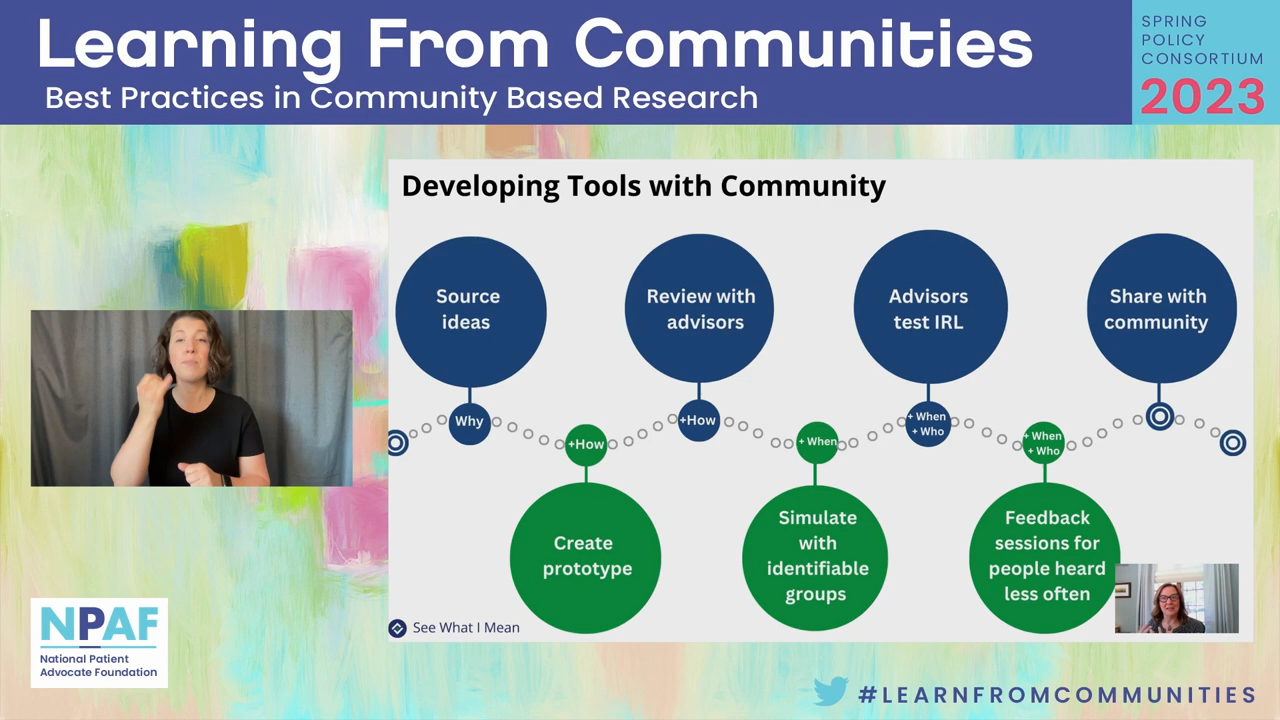 Learning From Communities
Best Practices in Community Based Research
SPRING
POLICY
CONSORTIUM
2023
Developing Tools with Community
Source
ideas
Review with
advisors
Advisors
test IRL
Share with
community
Why
+How
+How
+ When
+ When
+ Who
+ When
+ Who
Create
prototype
Simulate
with
identifiable
groups
Feedback
sessions for
people heard
less often
See What I Mean
NPAF
National Patient
Advocate Foundation
#LEARNFROMCOMMUNITIES